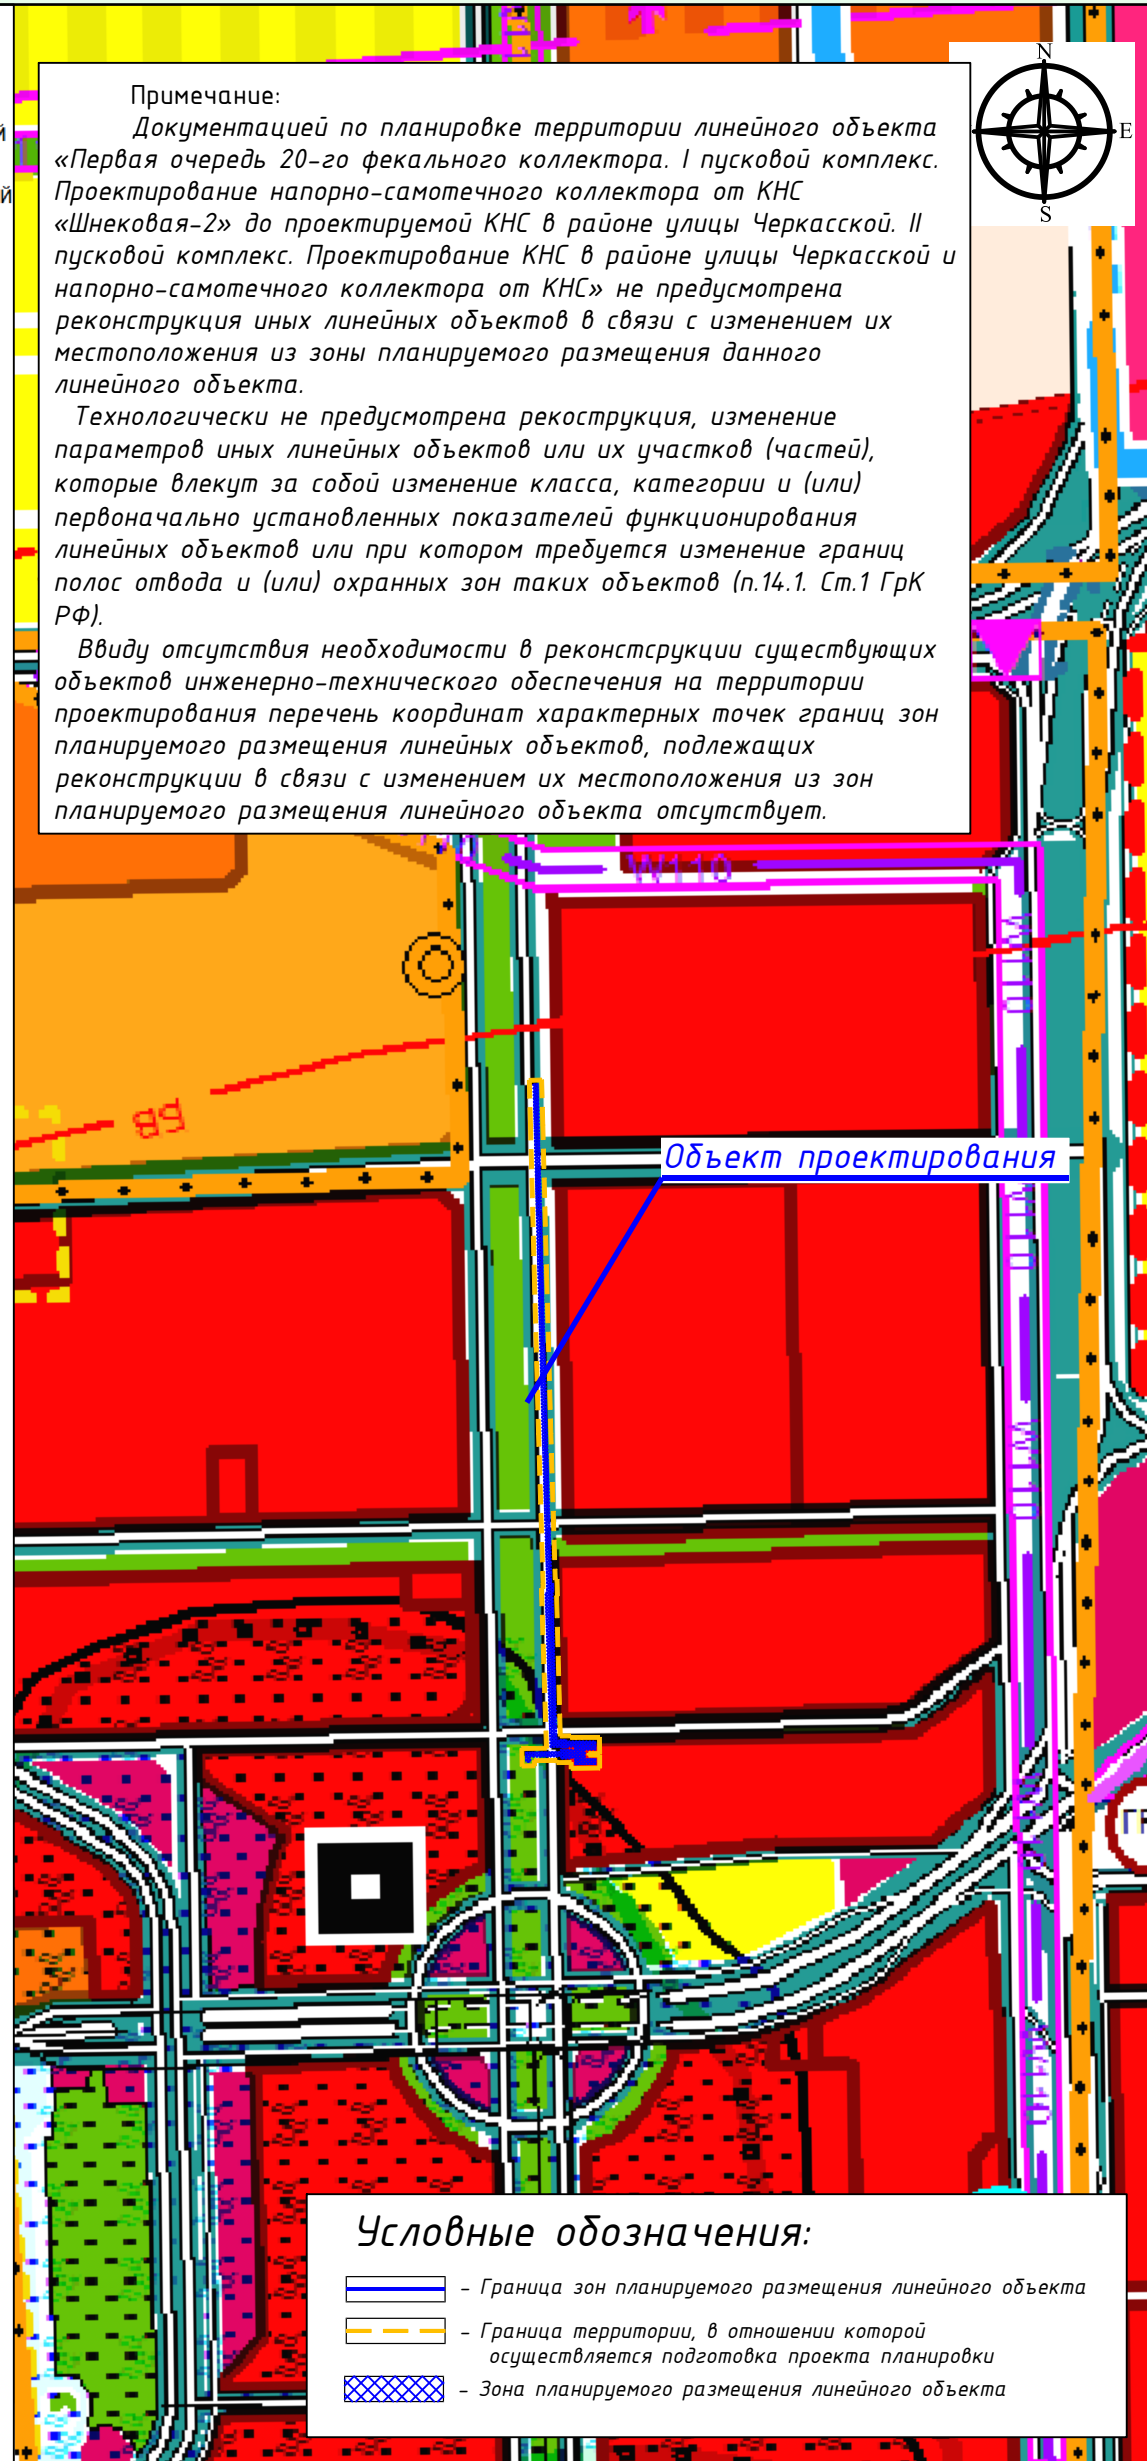 N
E
S
Примечание:
Документацией по планировке территории линейного объекта
«Первая очередь 20-го фекального коллектора. I пусковой комплекс.
Проектирование напорно-самотечного коллектора от КНС
«Шнековая-2» до проектируемой КНС в районе улицы Черкасской. II
пусковой комплекс. Проектирование КНС в районе улицы Черкасской и
напорно-самотечного коллектора от КНС» не предусмотрена
реконструкция иных линейных объектов в связи с изменением их
местоположения из зоны планируемого размещения данного
линейного объекта.
Технологически не предусмотрена рекострукция, изменение
параметров иных линейных объектов или их участков (частей),
которые влекут за собой изменение класса, категории и (или)
первоначально установленных показателей функционирования
линейных объектов или при котором требуется изменение границ
полос отвода и (или) охранных зон таких объектов (п.14.1. Ст.1 ГрК
РФ).
Ввиду отсутствия необходимости в реконстсрукции существующих
объектов инженерно-технического обеспечения на территории
проектирования перечень координат характерных точек границ зон
планируемого размещения линейных объектов, подлежащих
реконструкции в связи с изменением их местоположения из зон
планируемого размещения линейного объекта отсутствует.
W110
W110
Объект проектирования
W110
W110
W110
Условные обозначения:
- Граница зон планируемого размещения линейного объекта
- Граница территории, в отношении которой
осуществляется подготовка проекта планировки
- Зона планируемого размещения линейного объекта